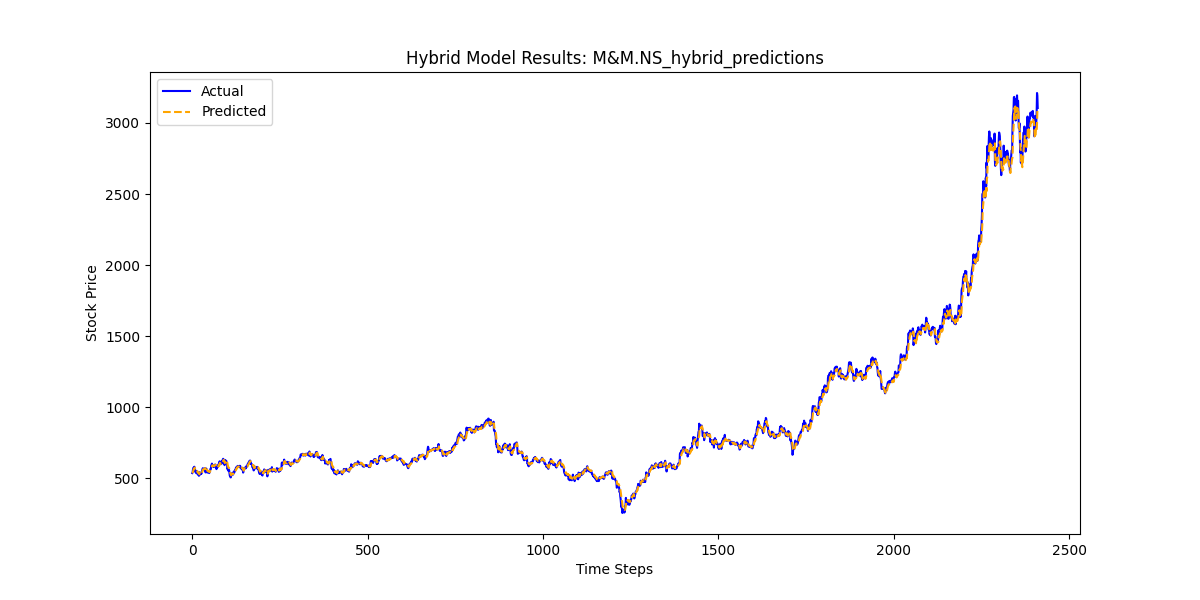 Hybrid Model Results: M&M.NS_hybrid_predictions
Actual
Predicted
Stock Price
3000
2500
2000
1500
1000
500
0 500 1000 1500 2000 2500
Time Steps